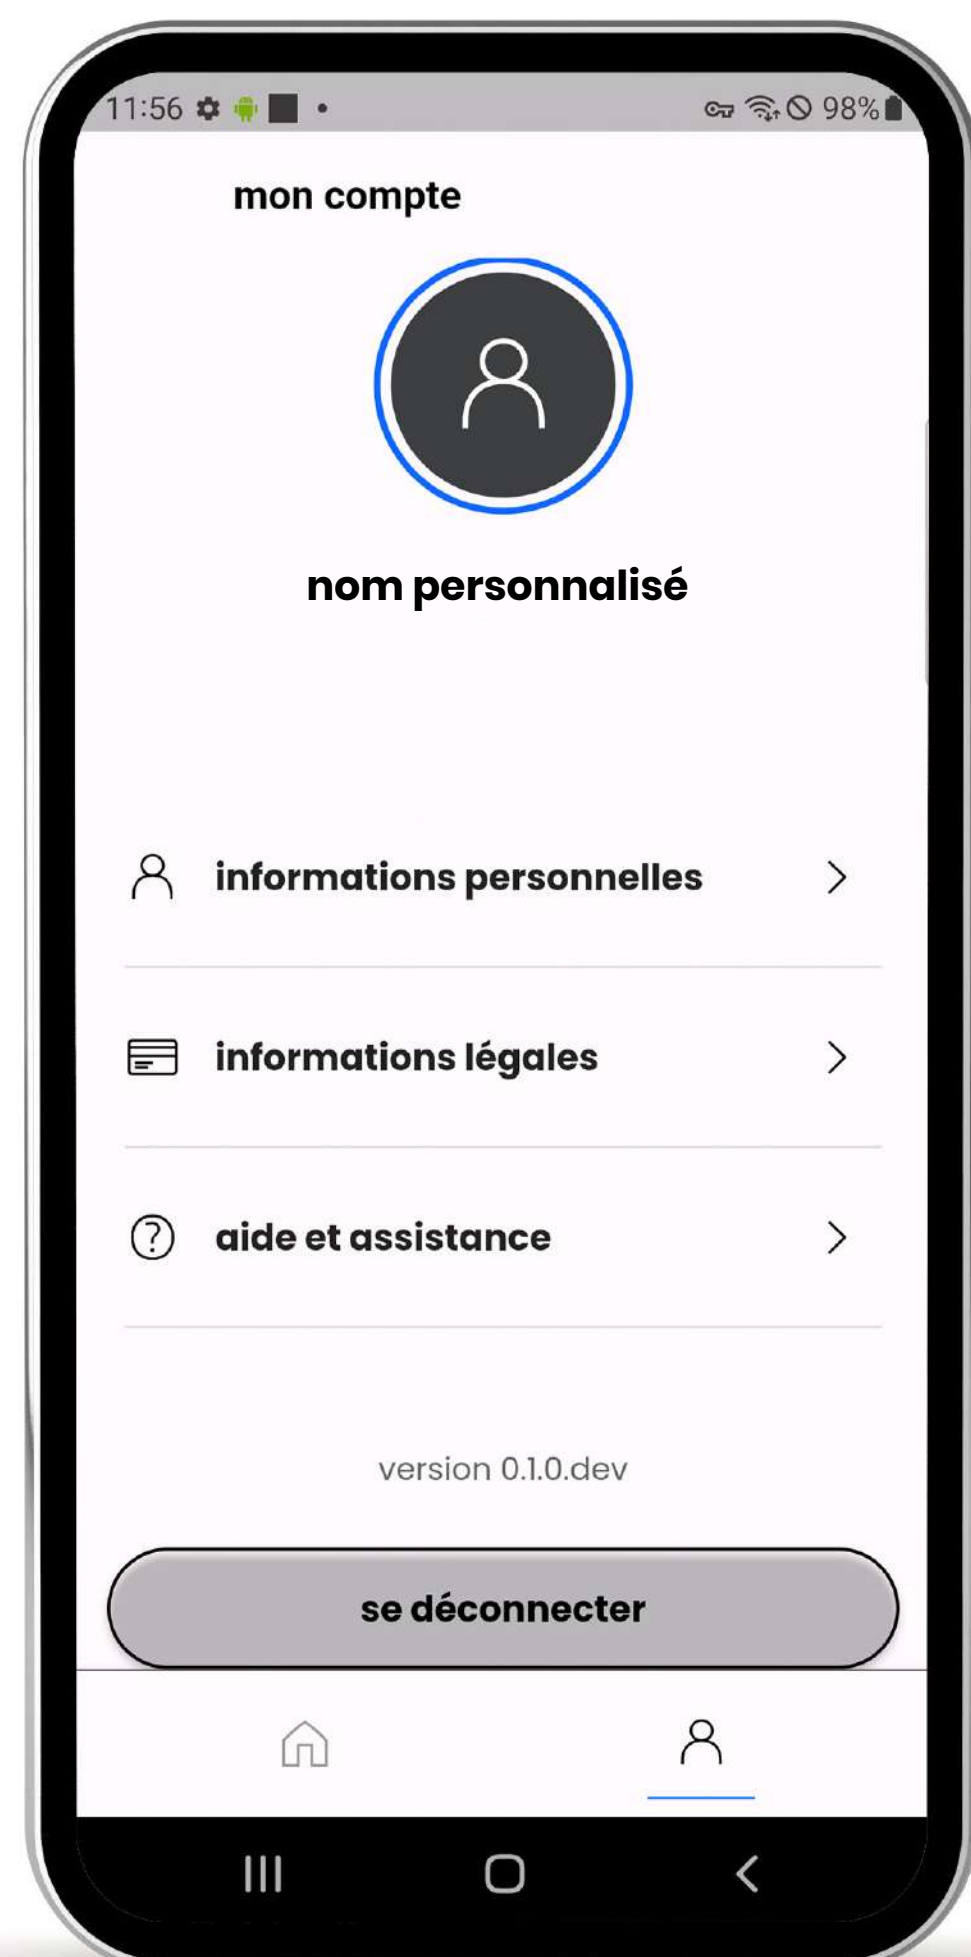 11:56 98%
mon compte
nom personnalisé
informations personnelles
informations légales
aide et assistance
version 0.1.0.dev
se déconnecter